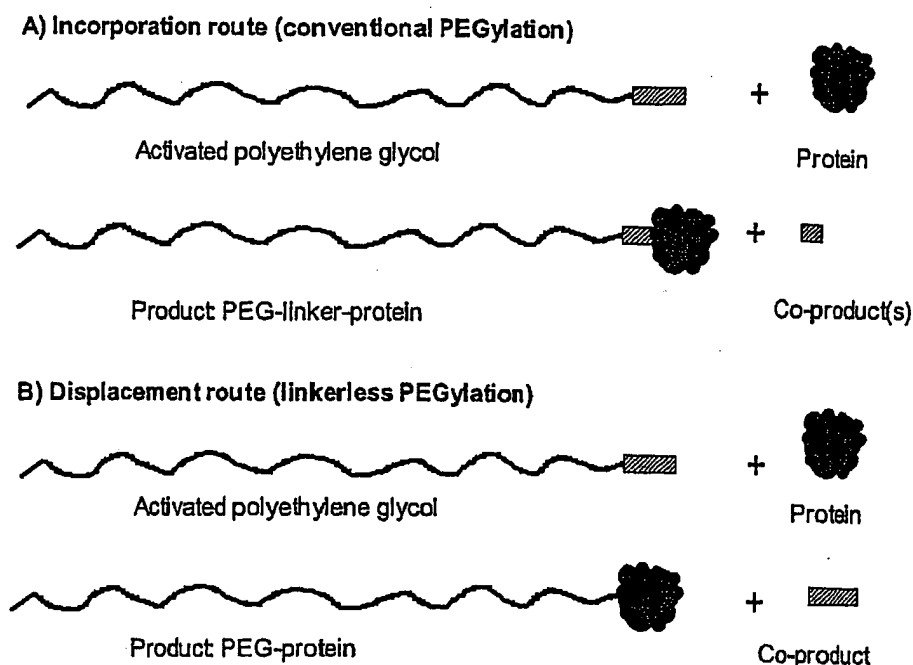 A) Incorporation route (conventional PEGylation)
+
Activated polyethylene glycol
Protein
+
Product PEG-linker-protein
Co-product(s)
B) Displacement route (linkerless PEGylation)
+
Activated polyethylene glycol
Protein
+
Product PEG-protein
Co-product